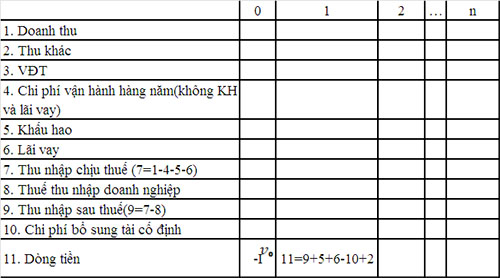 0 1 2 ... n
1. Doanh thu
2. Thu khác
3. VĐT
4. Chi phí vận hành hàng năm(không KH
và lãi vay)
5. Khấu hao
6. Lãi vay
7. Thu nhập chịu thuế (7=1-4-5-6)
8. Thuế thu nhập doanh nghiệp
9. Thu nhập sau thuế(9=7-8)
10. Chi phí bổ sung tài cố định
11. Dòng tiền -I v₀ 11=9+5+6-10+2